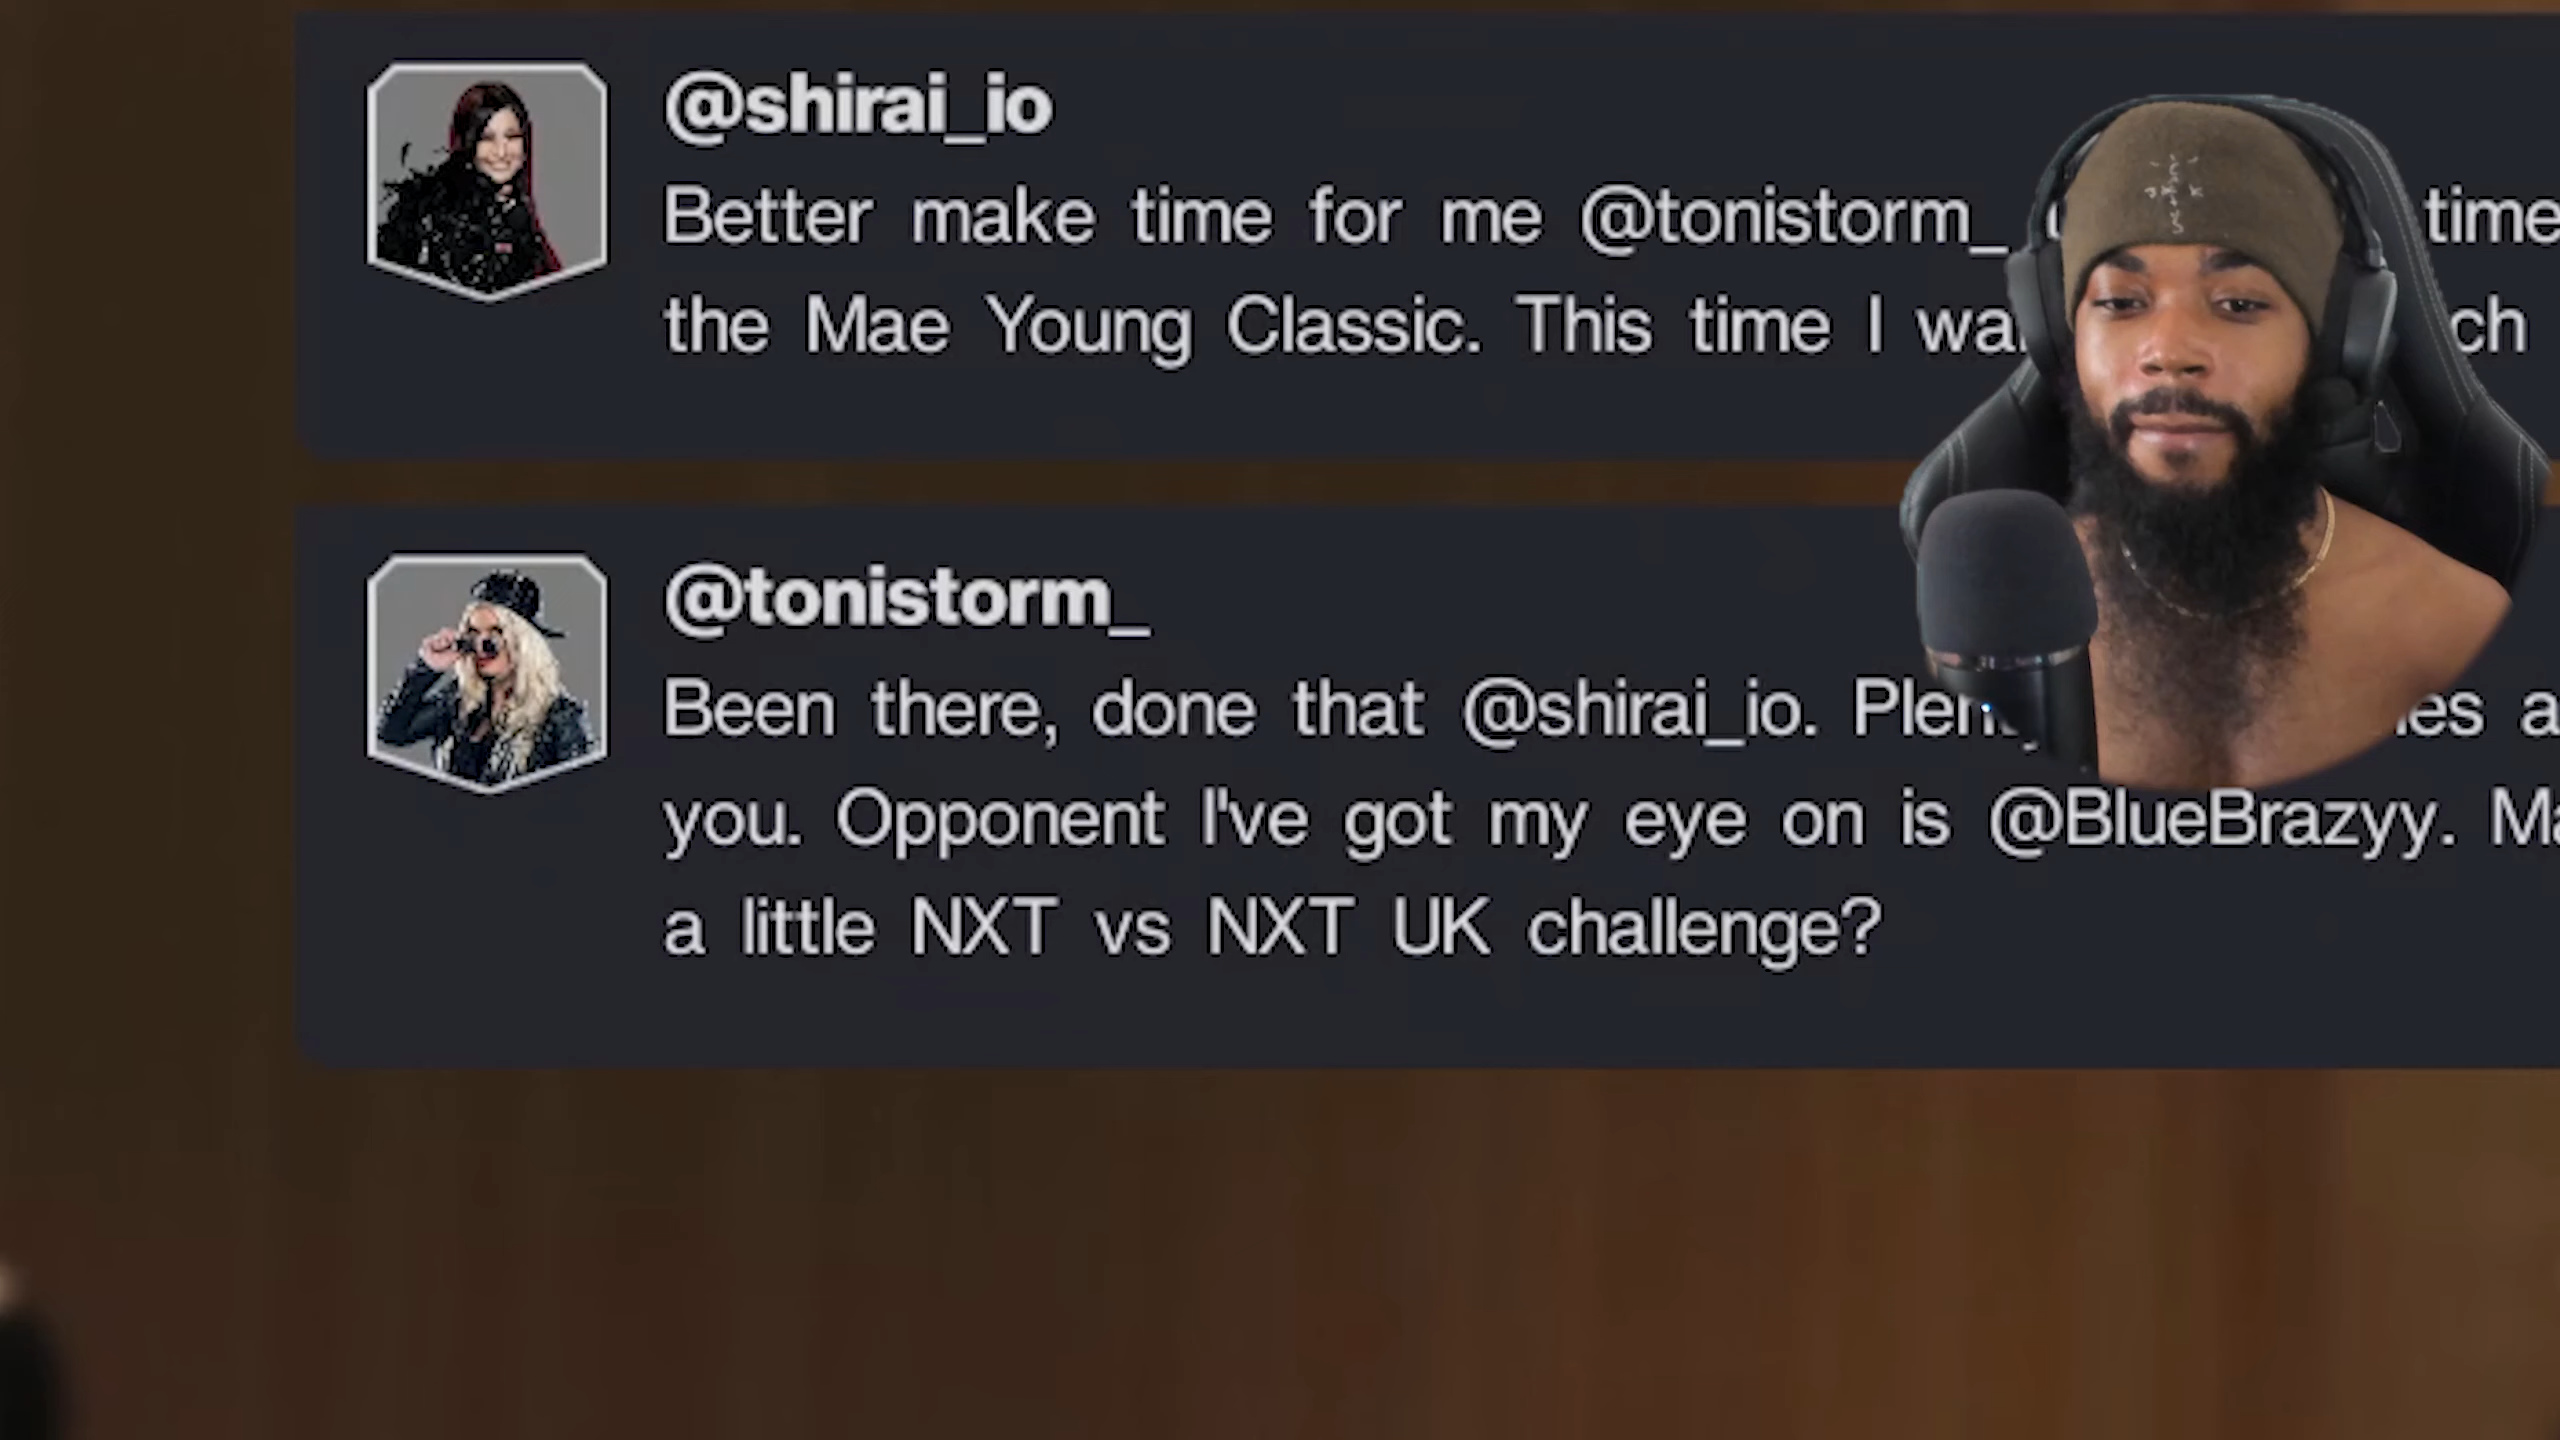 @shirai_io
Better make time for me @tonistorm_ time
the Mae Young Classic. This time I
@tonistorm_
Been there, done that @shirai_io.
you. Opponent I've got my eye on is @BlueBrazyy.
a little NXT vs NXT UK challenge?